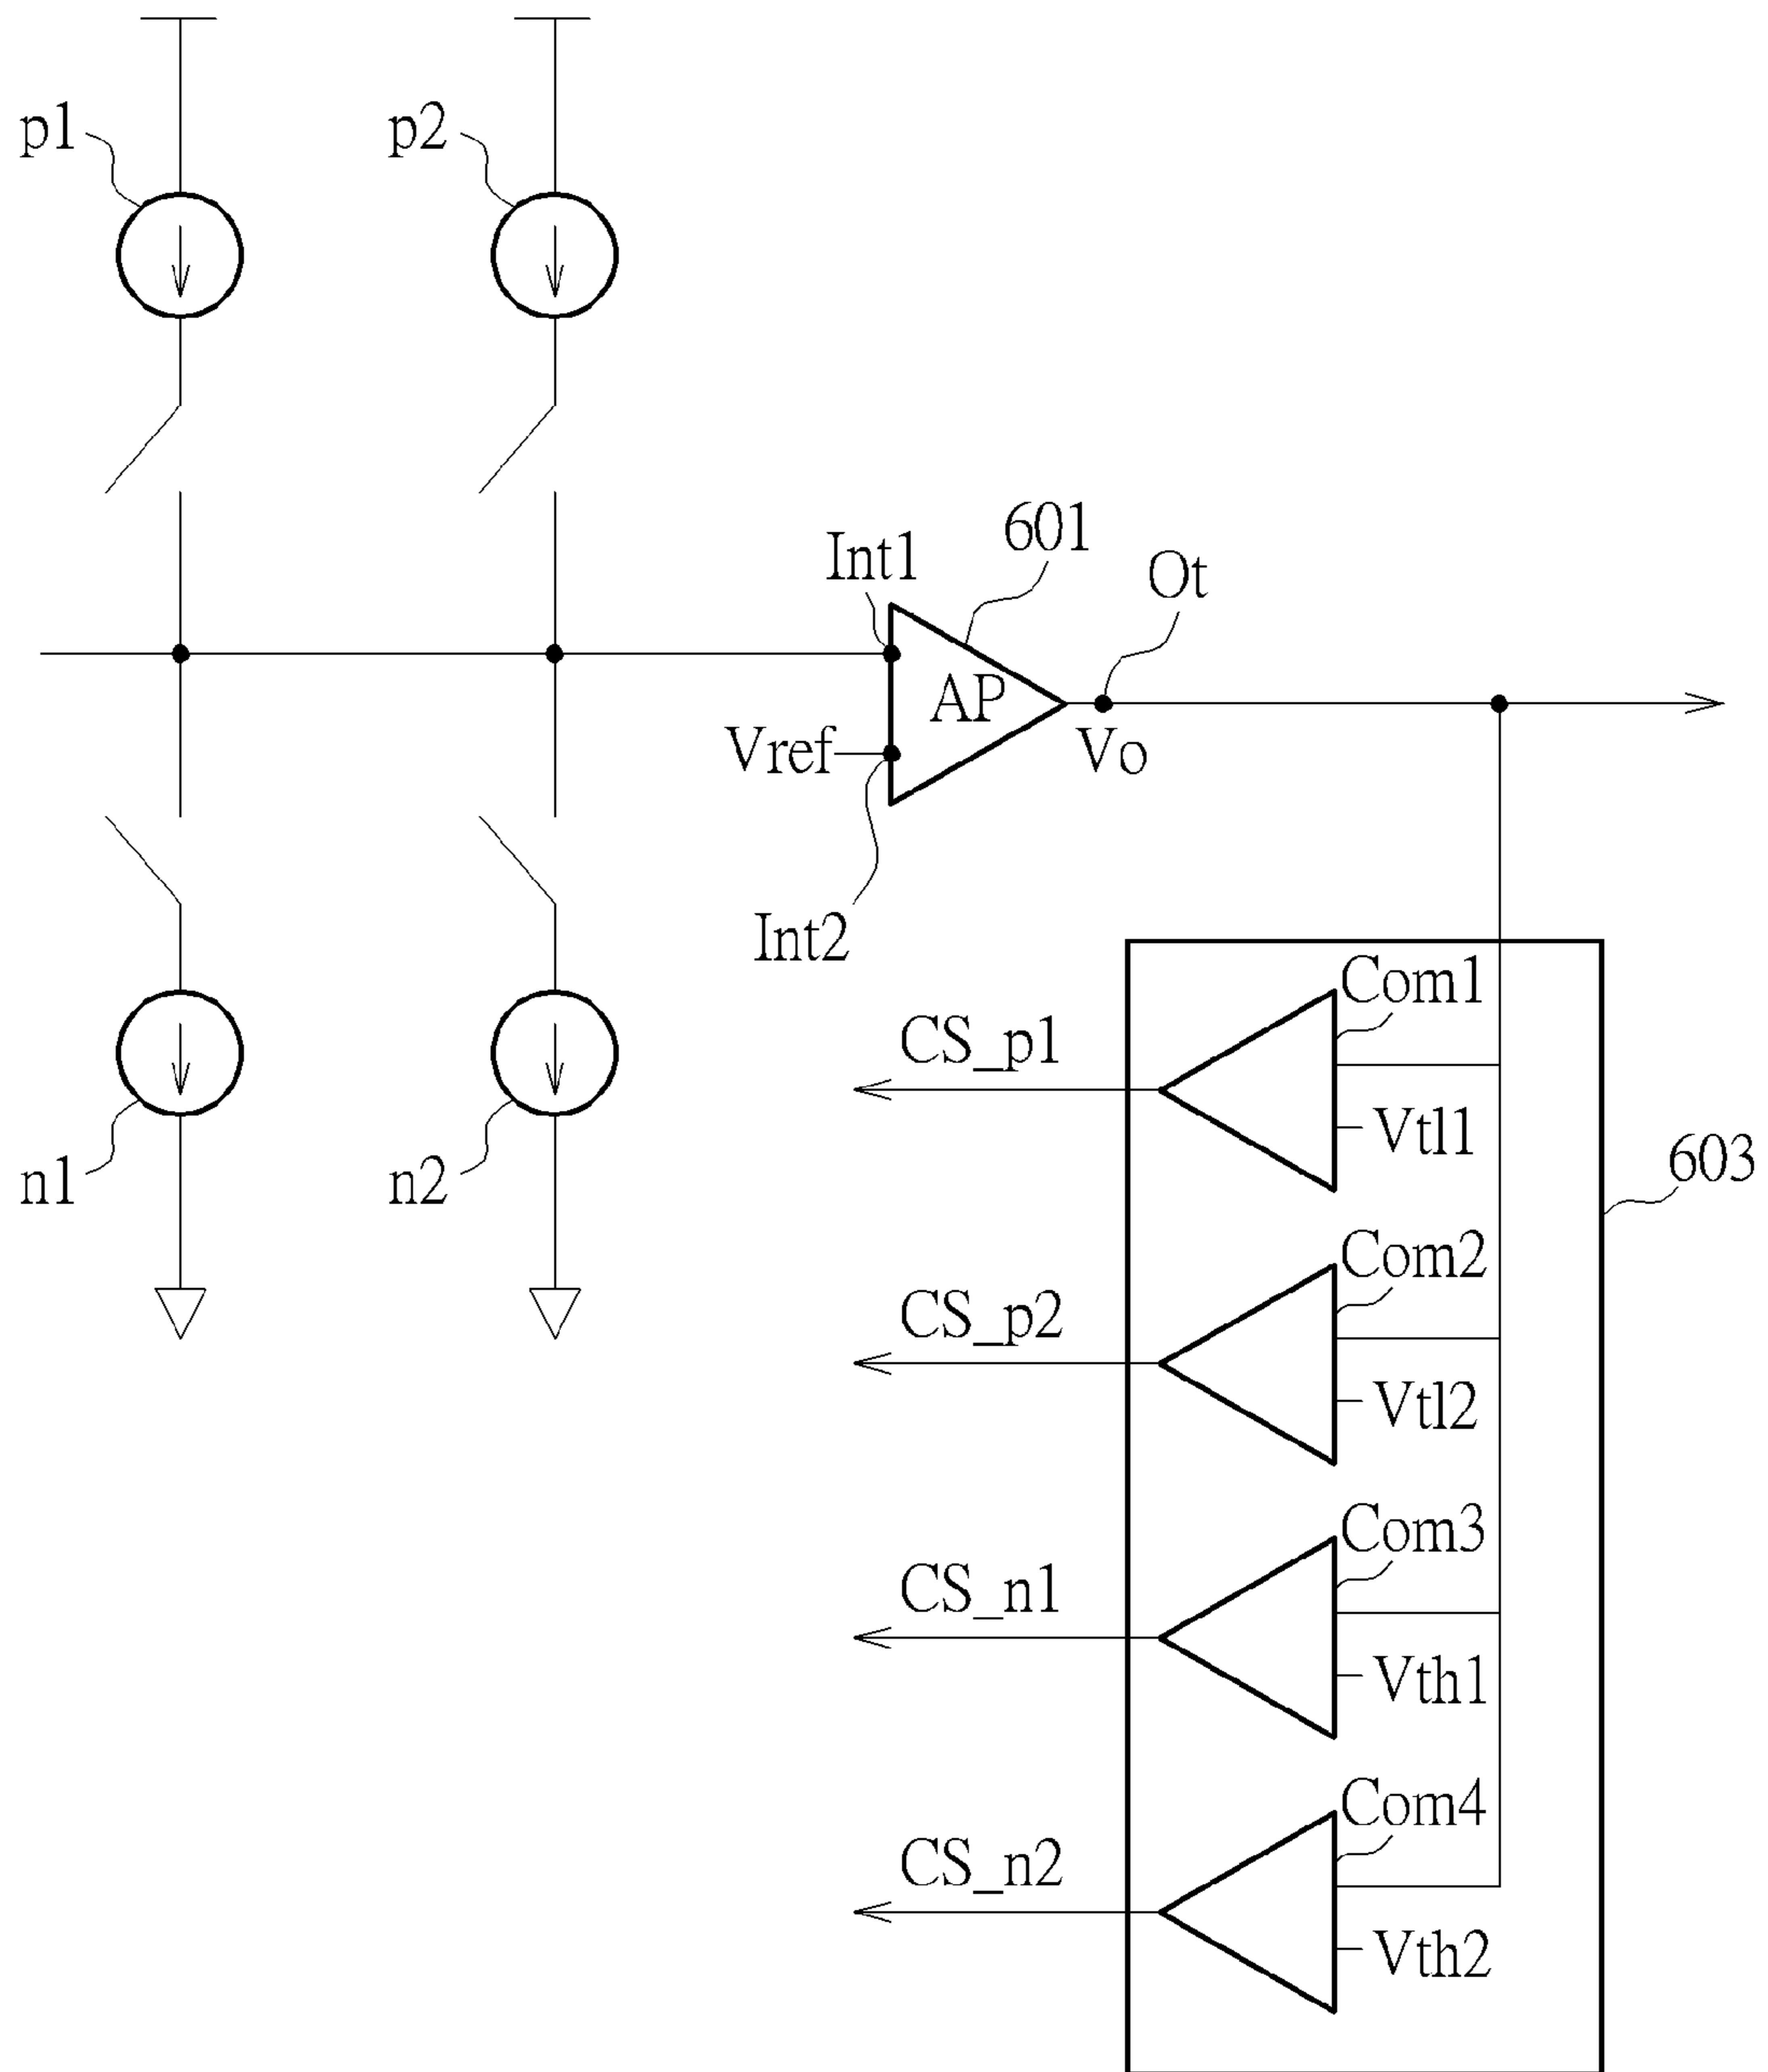 p1
p2
601
Int1
Ot
AP
Vref
Vo
Int2
Com1
CS_p1
Vtl1
n1
n2
603
Com2
CS_p2
Vtl2
Com3
CS_n1
Vth1
Com4
CS_n2
Vth2